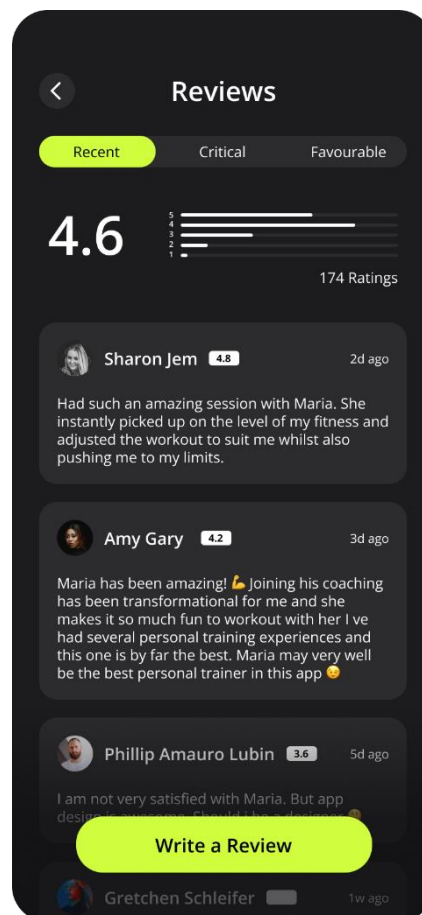 Reviews
Recent Critical Favourable
4.6
5
4
3
2
1
174 Ratings
Sharon Jem 4.8 2d ago
Had such an amazing session with Maria. She
instantly picked up on the level of my fitness and
adjusted the workout to suit me whilst also
pushing me to my limits.
Amy Gary 4.2 3d ago
Maria has been amazing! 💪 Joining his coaching
has been transformational for me and she
makes it so much fun to workout with her I ve
had several personal training experiences and
this one is by far the best. Maria may very well
be the best personal trainer in this app 😉
Phillip Amauro Lubin 3.6 5d ago
I am not very satisfied with Maria. But app
design is awesome. Should i be a designer
Write a Review
Gretchen Schleifer 1w ago